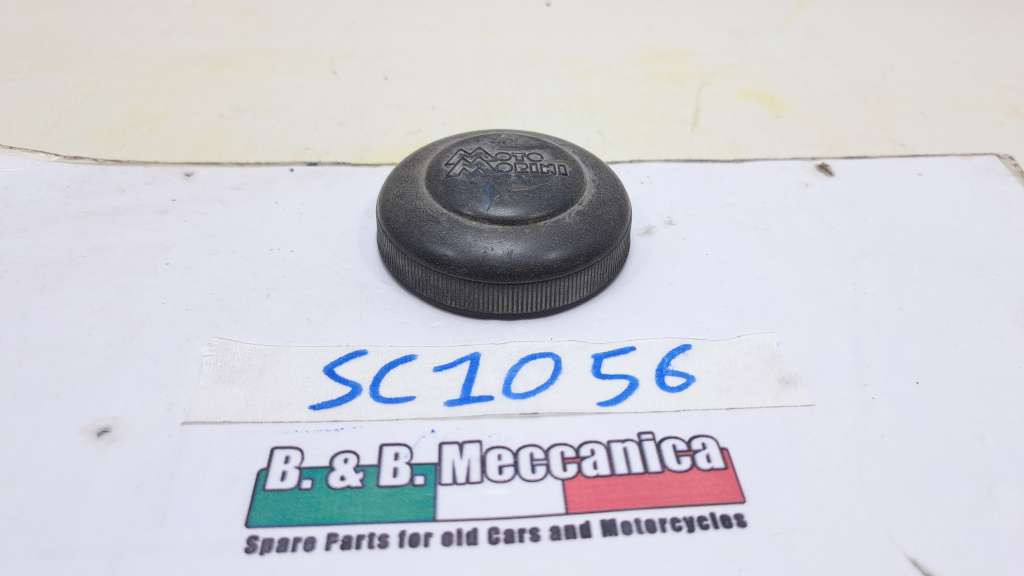 MOTO
MORINI
SC1056
B. & B. Meccanica
Spare Parts for old Cars and Motorcycles